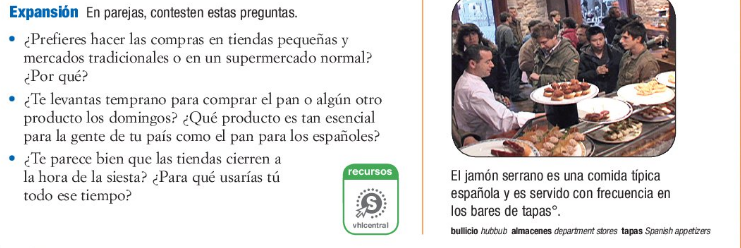 Expansión En parejas, contesten estas preguntas.
• ¿Prefieres hacer las compras en tiendas pequeñas y
mercados tradicionales o en un supermercado normal?
¿Por qué?
• ¿Te levantas temprano para comprar el pan o algún otro
producto los domingos? ¿Qué producto es tan esencial
para la gente de tu país como el pan para los españoles?
• ¿Te parece bien que las tiendas cierren a
la hora de la siesta? ¿Para qué usarías tú
todo ese tiempo?
recursos
S
vhlcentral
El jamón serrano es una comida típica
española y es servido con frecuencia en
los bares de tapas°.
bullicio hubbub almacenes department stores tapas Spanish appetizers